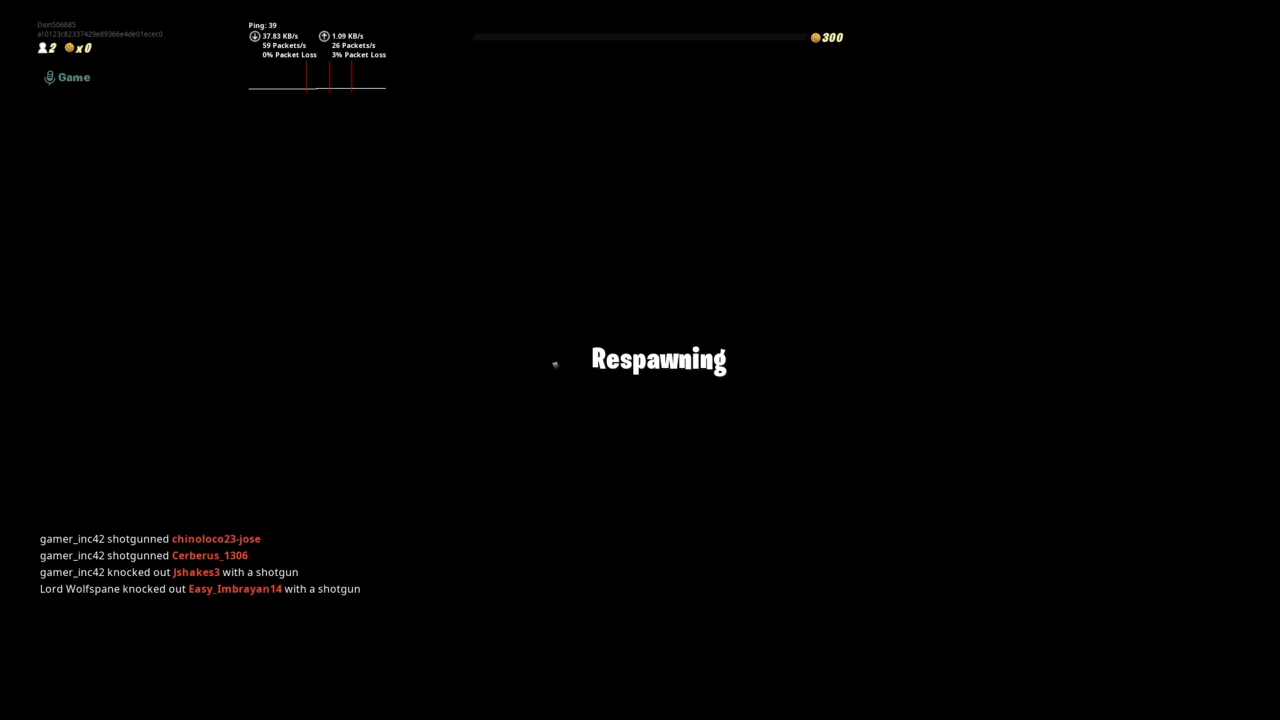 Dion506685
a10123c82337429e89366e4de01ecec0
2 x0
Game
Ping: 39
37.83 KB/s 1.09 KB/s
59 Packets/s 26 Packets/s
0% Packet Loss 3% Packet Loss
300
Respawning
gamer_inc42 shotgunned chinoloco23-jose
gamer_inc42 shotgunned Cerberus_1306
gamer_inc42 knocked out Jshakes3 with a shotgun
Lord Wolfspane knocked out Easy_Imbrayan14 with a shotgun